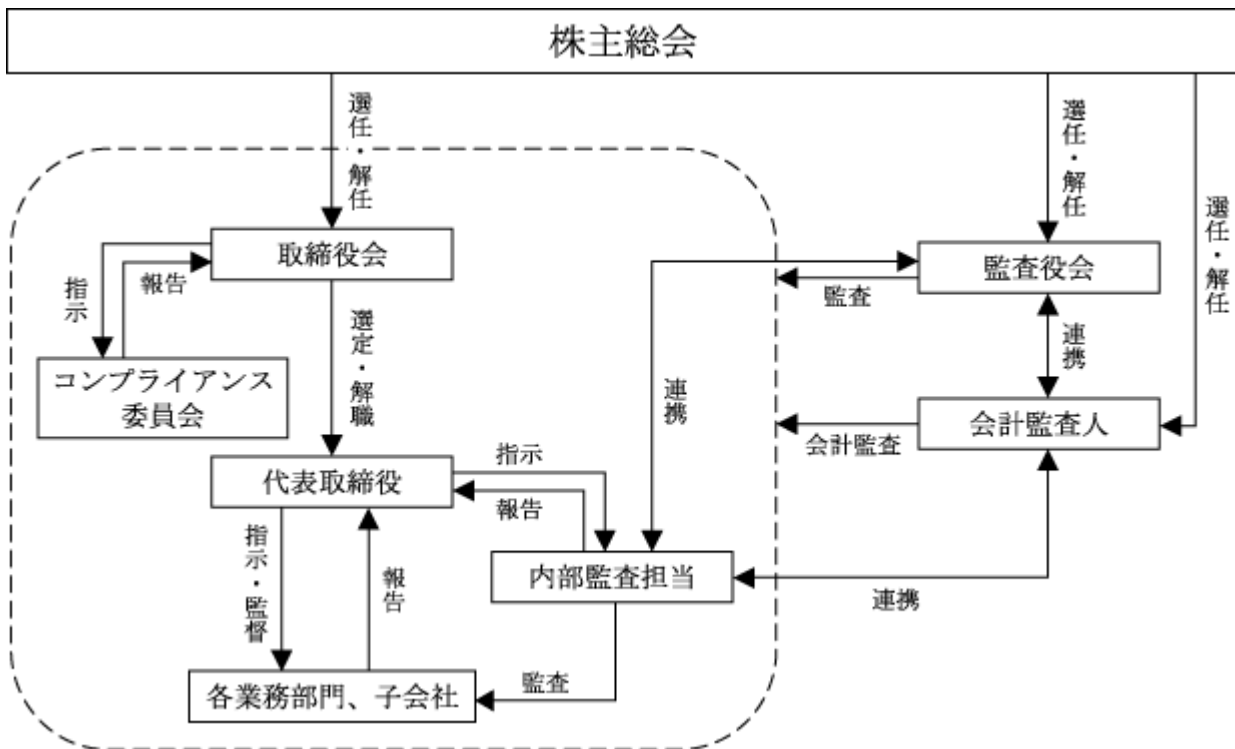 株主総会
選任・解任
選任・解任
選任・解任
取締役会
監査役会
指示
報告
監査
選定・解職
連携
連携
コンプライアンス
委員会
会計監査人
会計監査
代表取締役
指示
報告
指示・監督
報告
内部監査担当
連携
各業務部門、子会社
監査